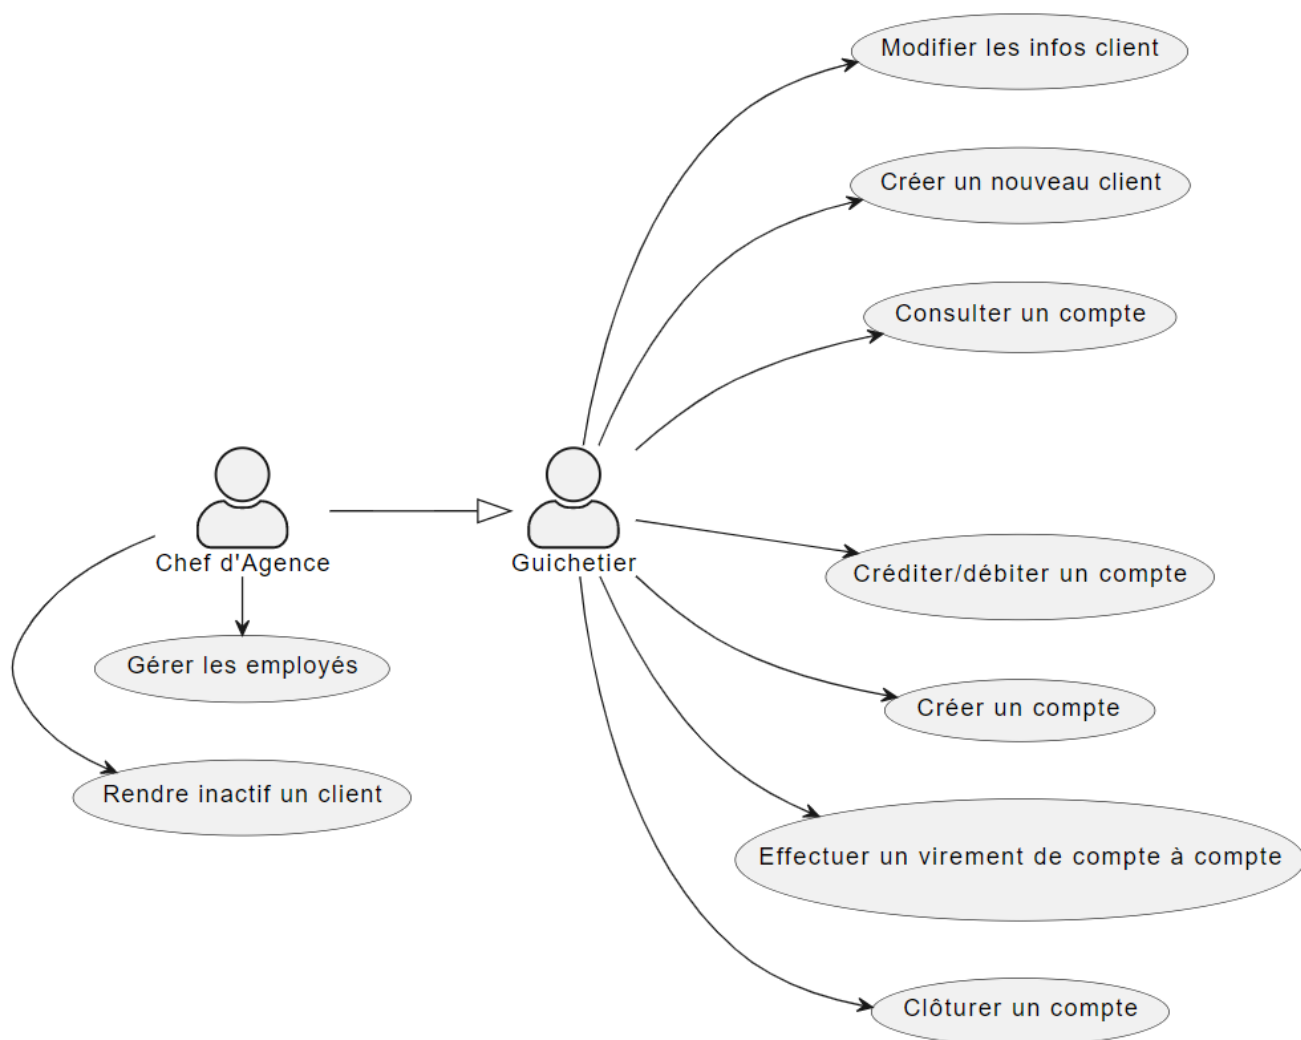 Modifier les infos client
Créer un nouveau client
Consulter un compte
Chef d'Agence
Guichetier
Créditer/débiter un compte
Gérer les employés
Créer un compte
Rendre inactif un client
Effectuer un virement de compte à compte
Clôturer un compte